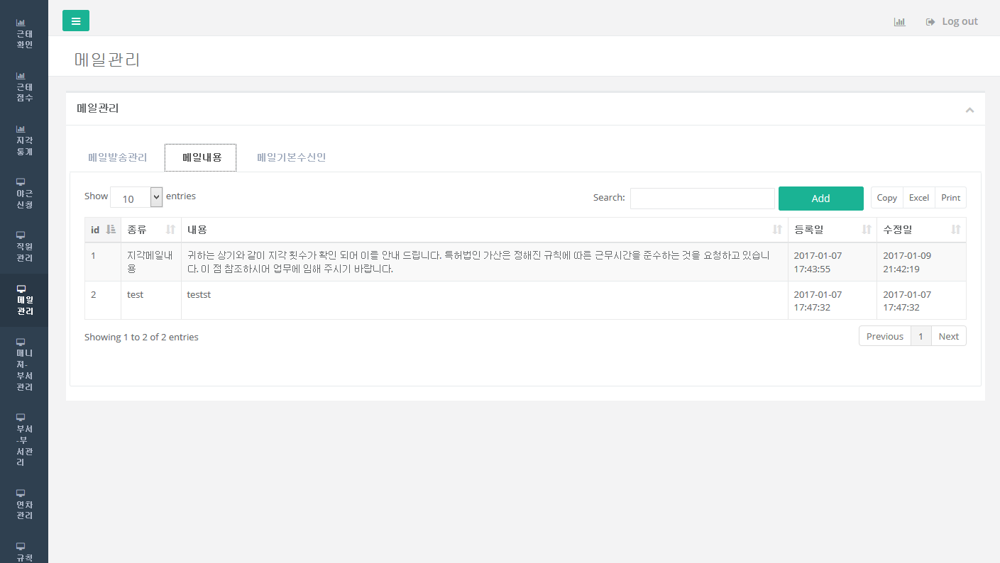 근태
확인
근태
점수
지각
통계
야근
신청
직원
관리
메일
관리
매니
저-
부서
관리
부서
-부
서관
리
연차
관리
규칙
Log out
메일관리
메일관리
메일발송관리 메일내용 메일기본수신인
Show 10 entries Search: Add Copy Excel Print
id 종류 내용 등록일 수정일
1 지각메일내용 귀하는 상기와 같이 지각 횟수가 확인 되어 이를 안내 드립니다. 특허법인 가산은 정해진 규칙에 따른 근무시간을 준수하는 것을 요청하고 있습니다. 이 점 참조하시어 업무에 임해 주시기 바랍니다. 2017-01-07 17:43:55 2017-01-09 21:42:19
2 test testst 2017-01-07 17:47:32 2017-01-07 17:47:32
Showing 1 to 2 of 2 entries Previous 1 Next